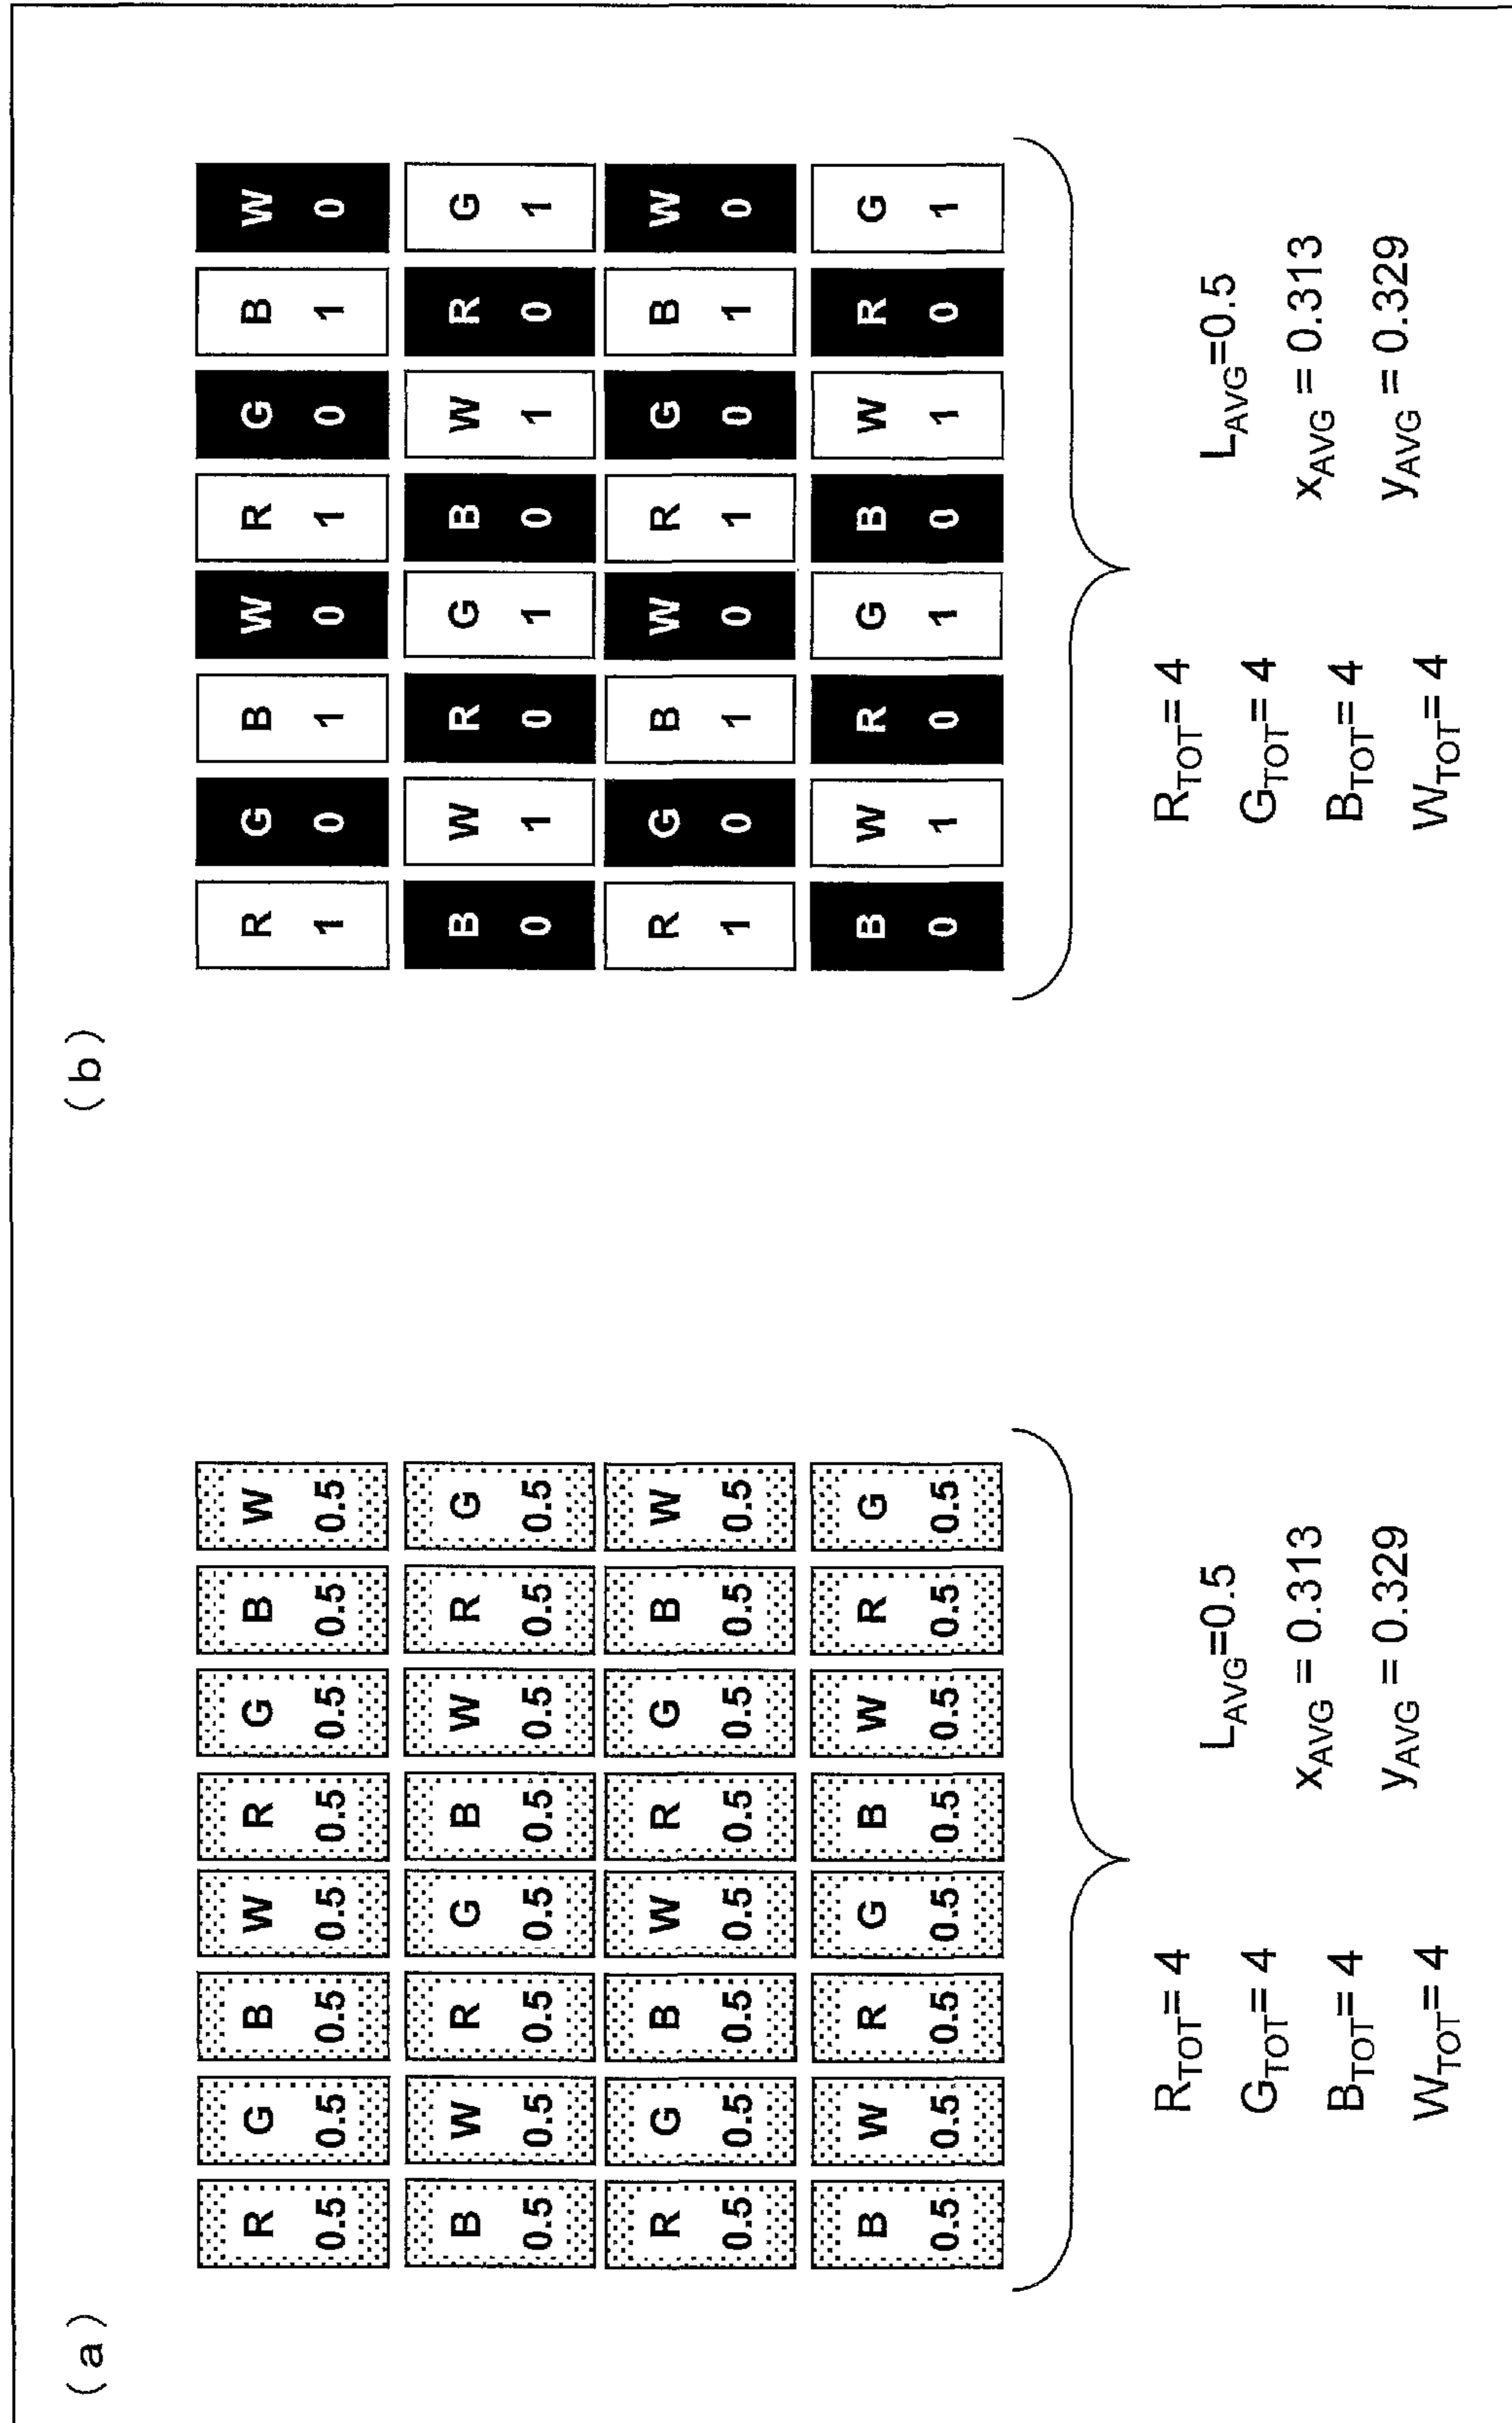 (a)
R G B W R G B W
0.5 0.5 0.5 0.5 0.5 0.5 0.5 0.5
B W R G B W R G
0.5 0.5 0.5 0.5 0.5 0.5 0.5 0.5
R G B W R G B W
0.5 0.5 0.5 0.5 0.5 0.5 0.5 0.5
B W R G B W R G
0.5 0.5 0.5 0.5 0.5 0.5 0.5 0.5
RTOT= 4
GTOT= 4
BTOT= 4
WTOT= 4
LAVG=0.5
xAVG = 0.313
yAVG = 0.329
(b)
R G B W R G B W
1 0 1 0 1 0 1 0
B W R G B W R G
0 1 0 1 0 1 0 1
R G B W R G B W
1 0 1 0 1 0 1 0
B W R G B W R G
0 1 0 1 0 1 0 1
RTOT= 4
GTOT= 4
BTOT= 4
WTOT= 4
LAVG=0.5
xAVG = 0.313
yAVG = 0.329